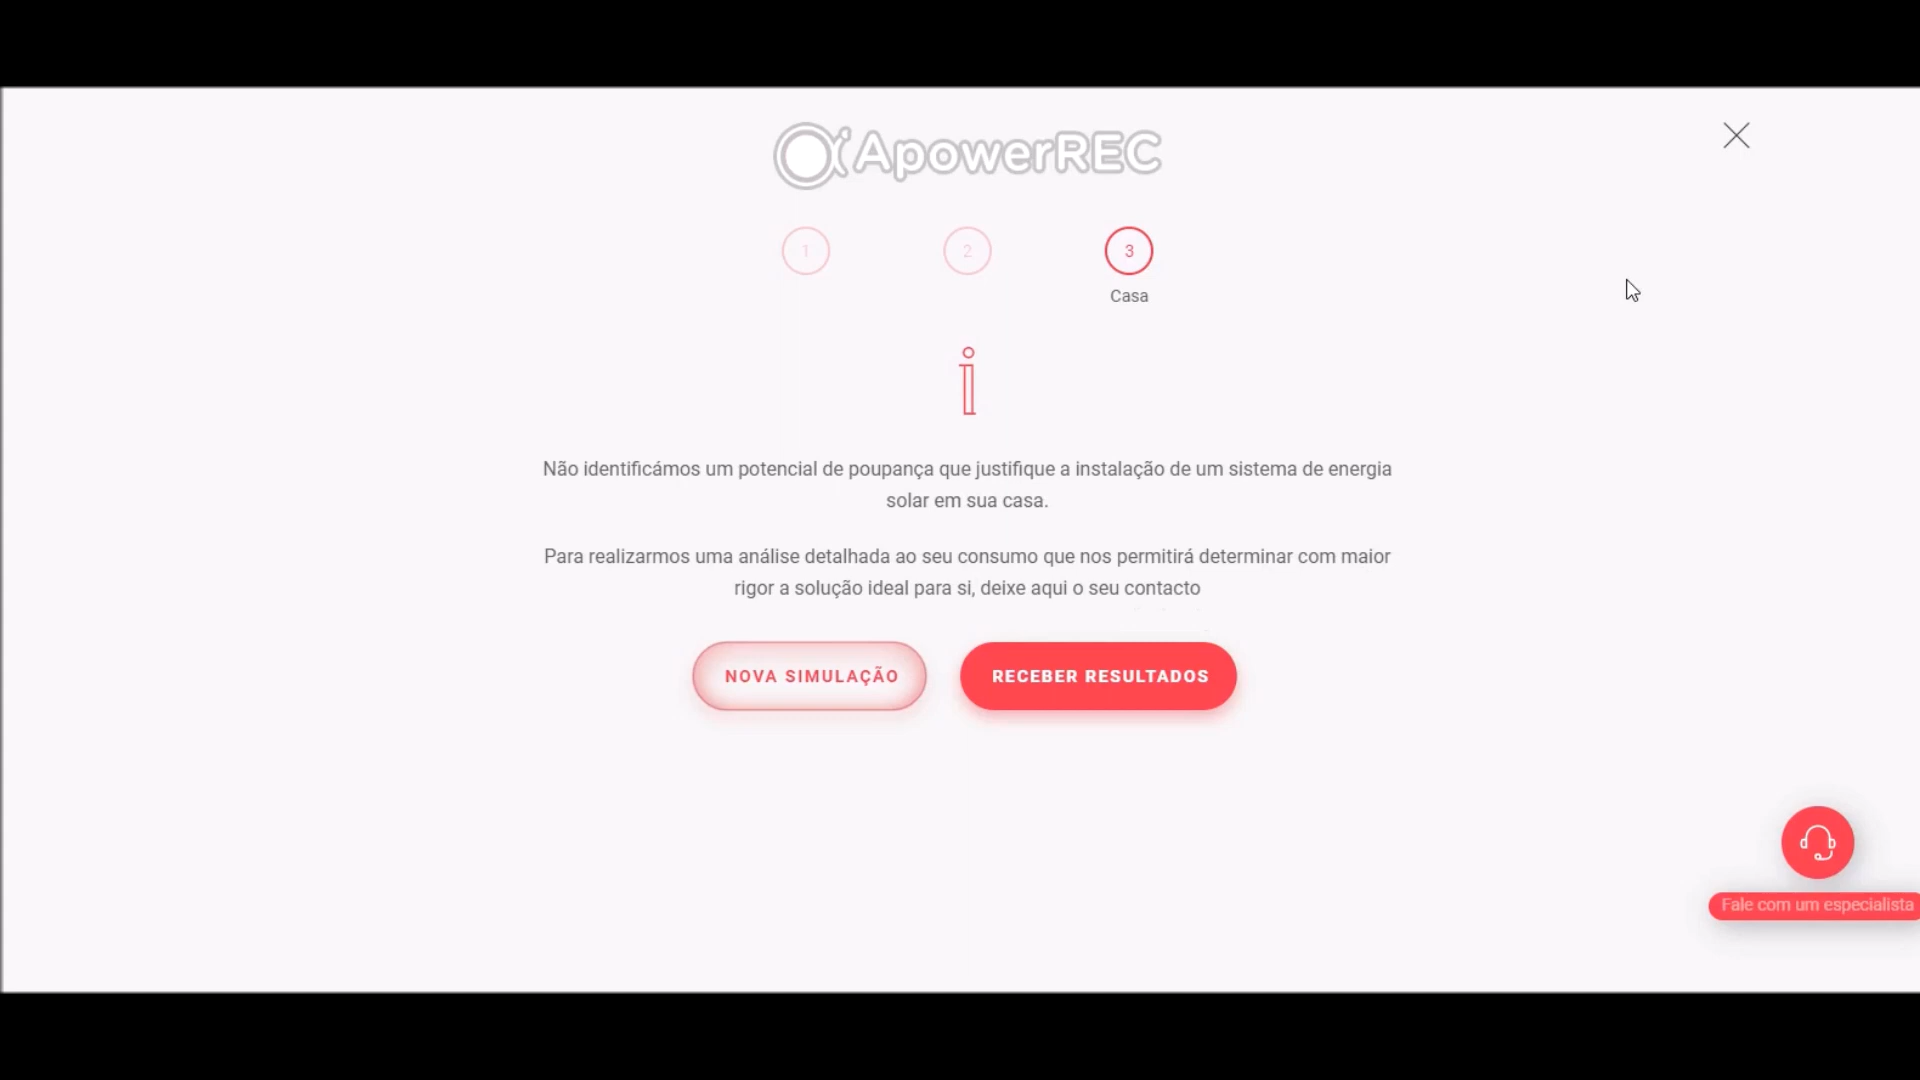 ApowerREC
1 2 3
Casa
Não identificámos um potencial de poupança que justifique a instalação de um sistema de energia
solar em sua casa.
Para realizarmos uma análise detalhada ao seu consumo que nos permitirá determinar com maior
rigor a solução ideal para si, deixe aqui o seu contacto
NOVA SIMULAÇÃO RECEBER RESULTADOS
Fale com um especialista